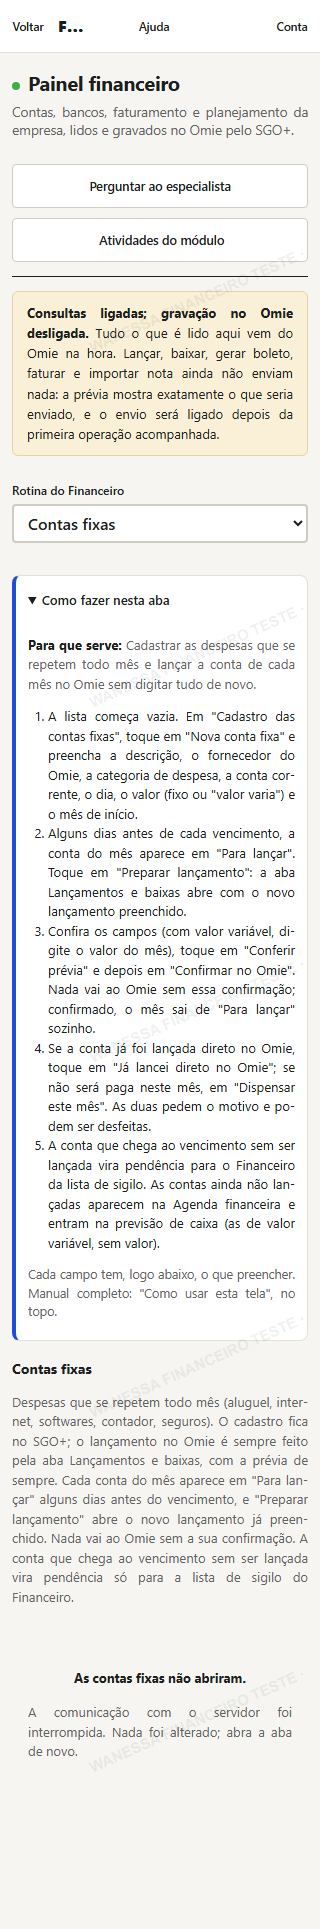 Voltar F... Ajuda Conta
Painel financeiro
Contas, bancos, faturamento e planejamento da
empresa, lidos e gravados no Omie pelo SGO+.
Perguntar ao especialista
Atividades do módulo
Consultas ligadas; gravação no Omie
desligada. Tudo o que é lido aqui vem do
Omie na hora. Lançar, baixar, gerar boleto,
faturar e importar nota ainda não enviam
nada: a prévia mostra exatamente o que seria
enviado, e o envio será ligado depois da
primeira operação acompanhada.
WANESSA FINANCEIRO TESTE ·
Rotina do Financeiro
Contas fixas
▼ Como fazer nesta aba
Para que serve: Cadastrar as despesas que se
repetem todo mês e lançar a conta de cada
mês no Omie sem digitar tudo de novo.
WANESSA FINANCEIRO TESTE ·
1. A lista começa vazia. Em "Cadastro das
contas fixas", toque em "Nova conta fixa" e
preencha a descrição, o fornecedor do
Omie, a categoria de despesa, a conta cor-
rente, o dia, o valor (fixo ou "valor varia") e
o mês de início.
2. Alguns dias antes de cada vencimento, a
conta do mês aparece em "Para lançar".
Toque em "Preparar lançamento": a aba
Lançamentos e baixas abre com o novo
lançamento preenchido.
3. Confira os campos (com valor variável, di-
gite o valor do mês), toque em "Conferir
prévia" e depois em "Confirmar no Omie".
Nada vai ao Omie sem essa confirmação;
confirmado, o mês sai de "Para lançar"
sozinho.
WANESSA FINANCEIRO TESTE ·
4. Se a conta já foi lançada direto no Omie,
toque em "Já lancei direto no Omie"; se
não será paga neste mês, em "Dispensar
este mês". As duas pedem o motivo e po-
dem ser desfeitas.
5. A conta que chega ao vencimento sem ser
lançada vira pendência para o Financeiro
da lista de sigilo. As contas ainda não lan-
çadas aparecem na Agenda financeira e
entram na previsão de caixa (as de valor
variável, sem valor).
Cada campo tem, logo abaixo, o que preencher.
Manual completo: "Como usar esta tela", no
topo.
WANESSA FINANCEIRO TESTE ·
Contas fixas
Despesas que se repetem todo mês (aluguel, inter-
net, softwares, contador, seguros). O cadastro fica
no SGO+; o lançamento no Omie é sempre feito
pela aba Lançamentos e baixas, com a prévia de
sempre. Cada conta do mês aparece em "Para lan-
çar" alguns dias antes do vencimento, e "Preparar
lançamento" abre o novo lançamento já preen-
chido. Nada vai ao Omie sem a sua confirmação. A
conta que chega ao vencimento sem ser lançada
vira pendência só para a lista de sigilo do
Financeiro.
As contas fixas não abriram.
A comunicação com o servidor foi
interrompida. Nada foi alterado; abra a aba
de novo.
WANESSA FINANCEIRO TESTE ·